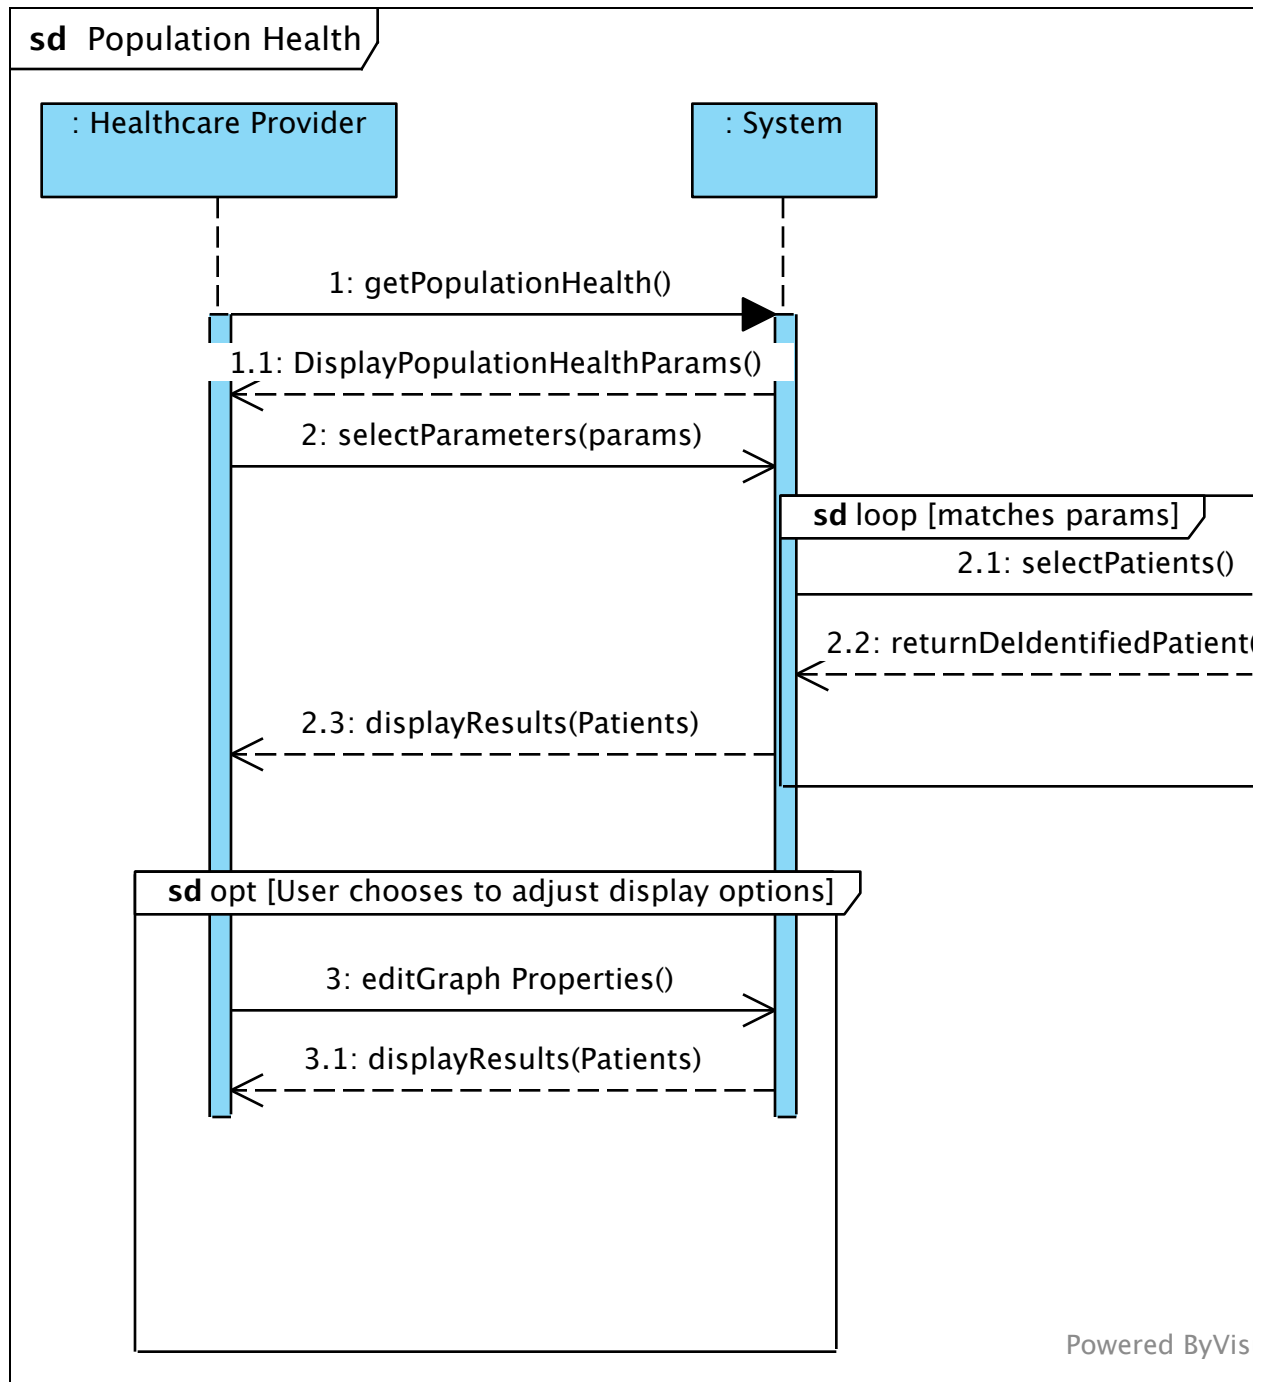 sd Population Health
: Healthcare Provider
: System
1: getPopulationHealth()
1.1: DisplayPopulationHealthParams()
2: selectParameters(params)
sd loop [matches params]
2.1: selectPatients()
2.2: returnDeIdentifiedPatient(
2.3: displayResults(Patients)
sd opt [User chooses to adjust display options]
3: editGraph Properties()
3.1: displayResults(Patients)
Powered ByVis